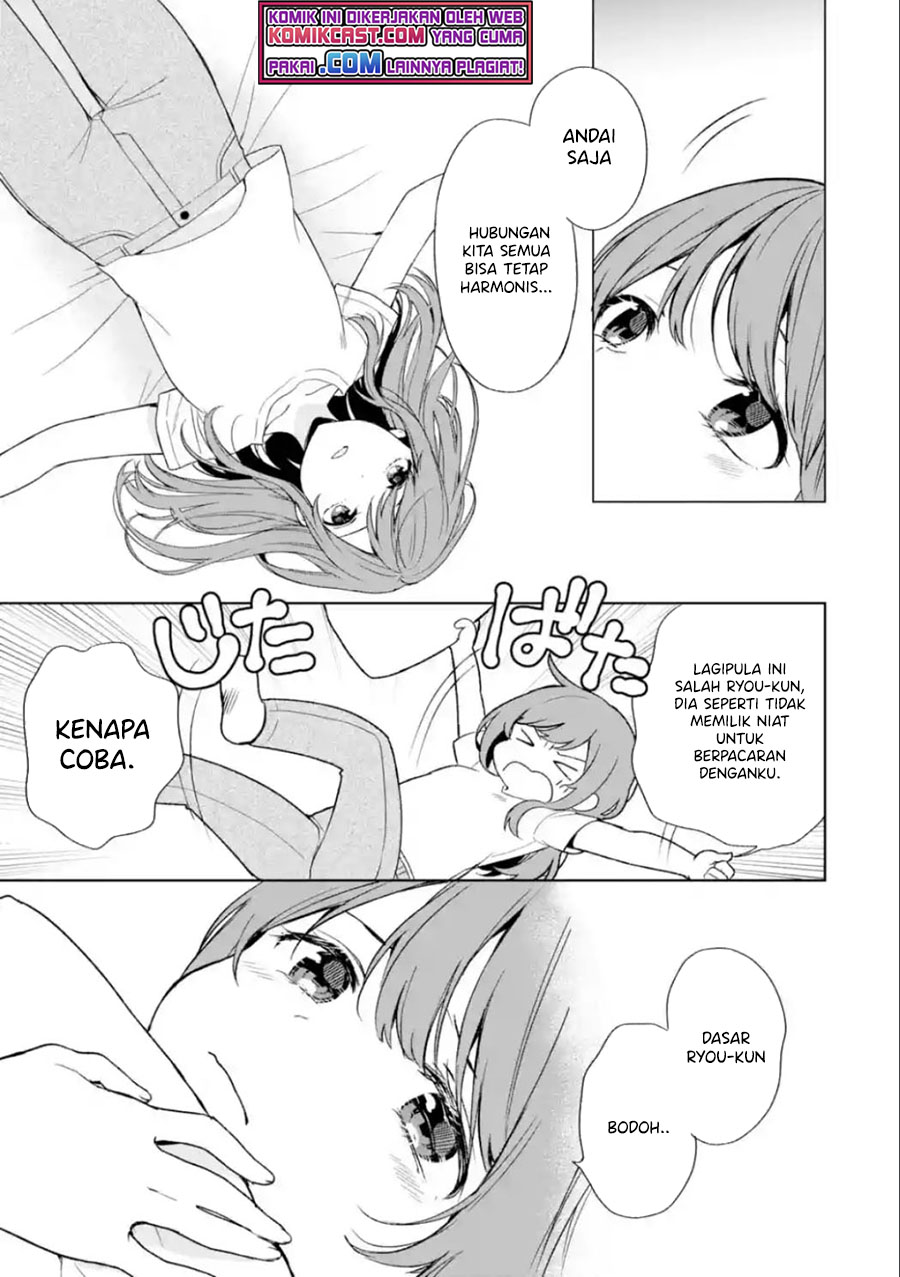 KOMIK INI DIKERJAKAN OLEH WEB
KOMIKCAST.COM YANG CUMA
PAKAI .COM LAINNYA PLAGIAT!
ANDAI
SAJA
HUBUNGAN
KITA SEMUA
BISA TETAP
HARMONIS...
じたばた
LAGIPULA INI
SALAH RYOU-KUN,
DIA SEPERTI TIDAK
MEMILIK NIAT
UNTUK
BERPACARAN
DENGANKU.
KENAPA
COBA.
DASAR
RYOU-KUN
BODOH..